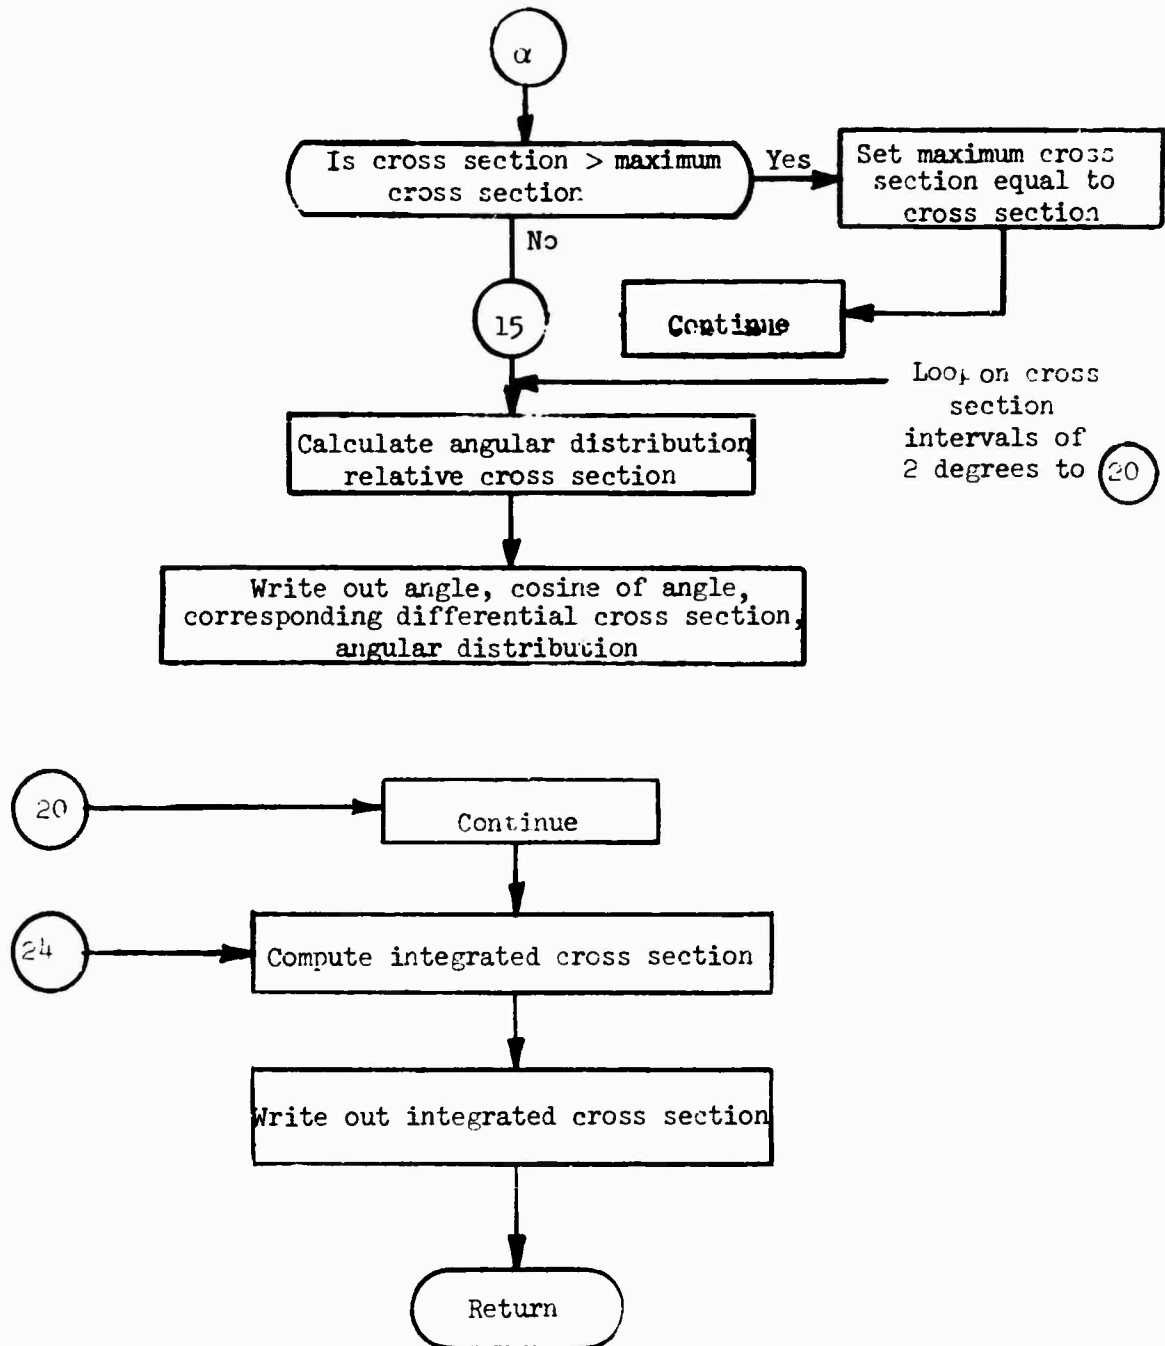 α
Is cross section > maximum
cross section
Yes
Set maximum cross
section equal to
cross section
No
15
Continue
Loop on cross
section
intervals of
2 degrees to 20
Calculate angular distribution
relative cross section
Write out angle, cosine of angle,
corresponding differential cross section,
angular distribution
20
Continue
24
Compute integrated cross section
Write out integrated cross section
Return